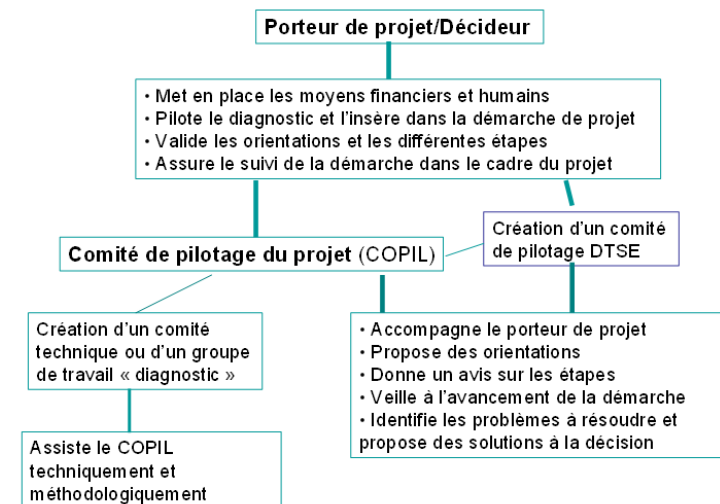 Porteur de projet/Décideur
• Met en place les moyens financiers et humains
• Pilote le diagnostic et l'insère dans la démarche de projet
• Valide les orientations et les différentes étapes
• Assure le suivi de la démarche dans le cadre du projet
Création d'un comité
de pilotage DTSE
Comité de pilotage du projet (COPIL)
Création d'un comité
technique ou d'un groupe
de travail « diagnostic »
• Accompagne le porteur de projet
• Propose des orientations
• Donne un avis sur les étapes
• Veille à l'avancement de la démarche
• Identifie les problèmes à résoudre et
propose des solutions à la décision
Assiste le COPIL
techniquement et
méthodologiquement